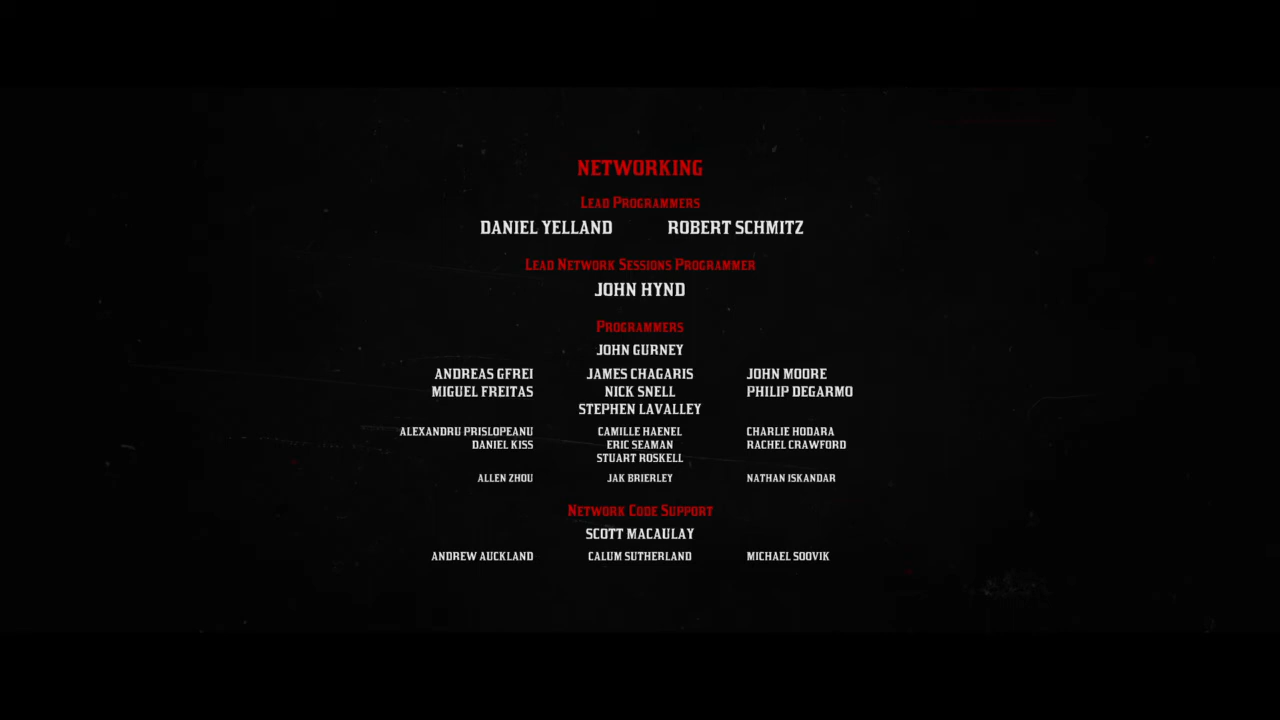 NETWORKING
LEAD PROGRAMMERS
DANIEL YELLAND ROBERT SCHMITZ
LEAD NETWORK SESSIONS PROGRAMMER
JOHN HYND
PROGRAMMERS
JOHN GURNEY
ANDREAS GFREI JAMES CHAGARIS JOHN MOORE
MIGUEL FREITAS NICK SNELL PHILIP DEGARMO
STEPHEN LAVALLEY
ALEXANDRU PRISLOPEANU CAMILLE HAENEL CHARLIE HODARA
DANIEL KISS ERIC SEAMAN RACHEL CRAWFORD
STUART ROSKELL
ALLEN ZHOU JAK BRIERLEY NATHAN ISKANDAR
NETWORK CODE SUPPORT
SCOTT MACAULAY
ANDREW AUCKLAND CALUM SUTHERLAND MICHAEL SOOVIK